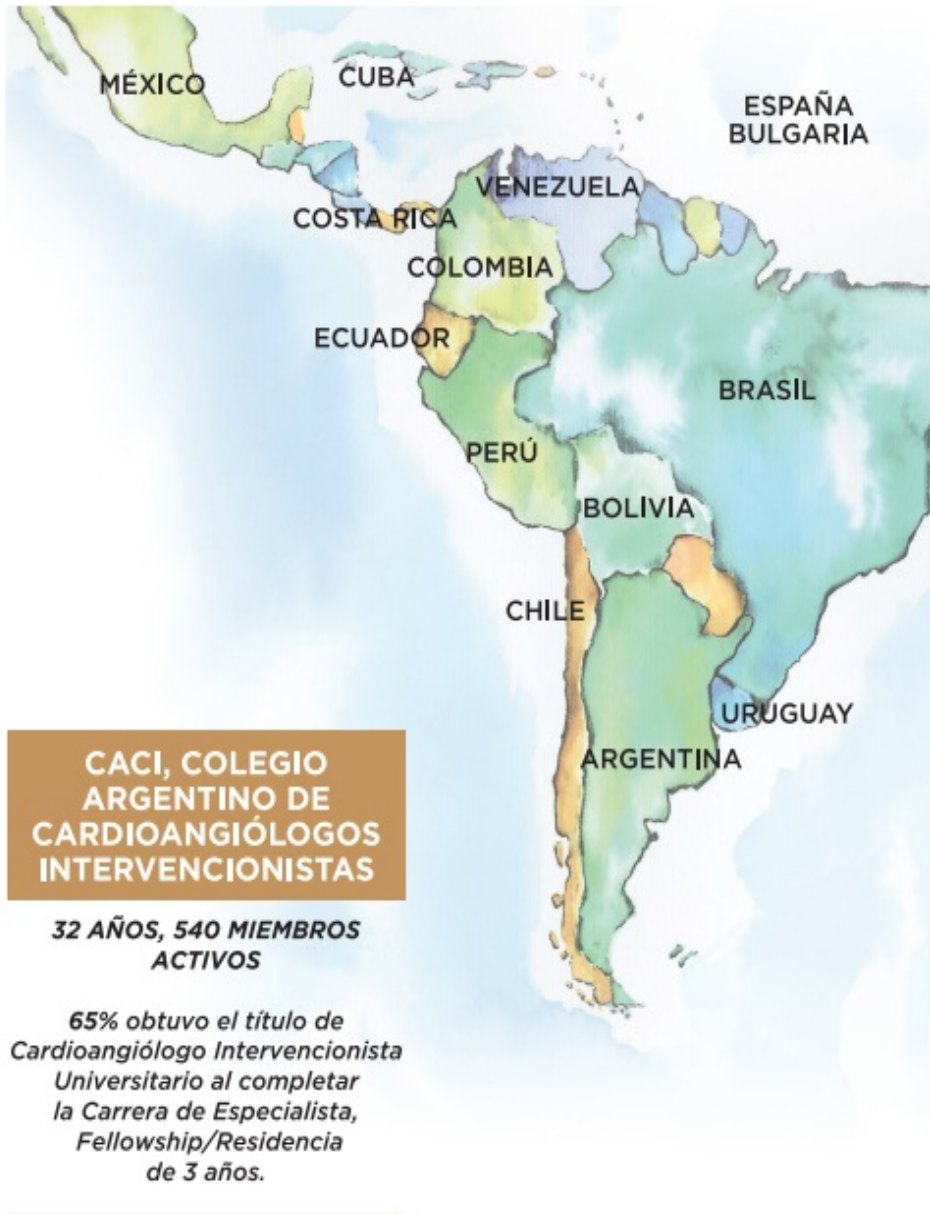 MÉXICO
CUBA
ESPAÑA
BULGARIA
VENEZUELA
COSTA RICA
COLOMBIA
ECUADOR
BRASIL
PERÚ
BOLIVIA
CHILE
URUGUAY
ARGENTINA
CACI, COLEGIO
ARGENTINO DE
CARDIOANGIÓLOGOS
INTERVENCIONISTAS
32 AÑOS, 540 MIEMBROS
ACTIVOS
65% obtuvo el título de
Cardioangiólogo Intervencionista
Universitario al completar
la Carrera de Especialista,
Fellowship/Residencia
de 3 años.